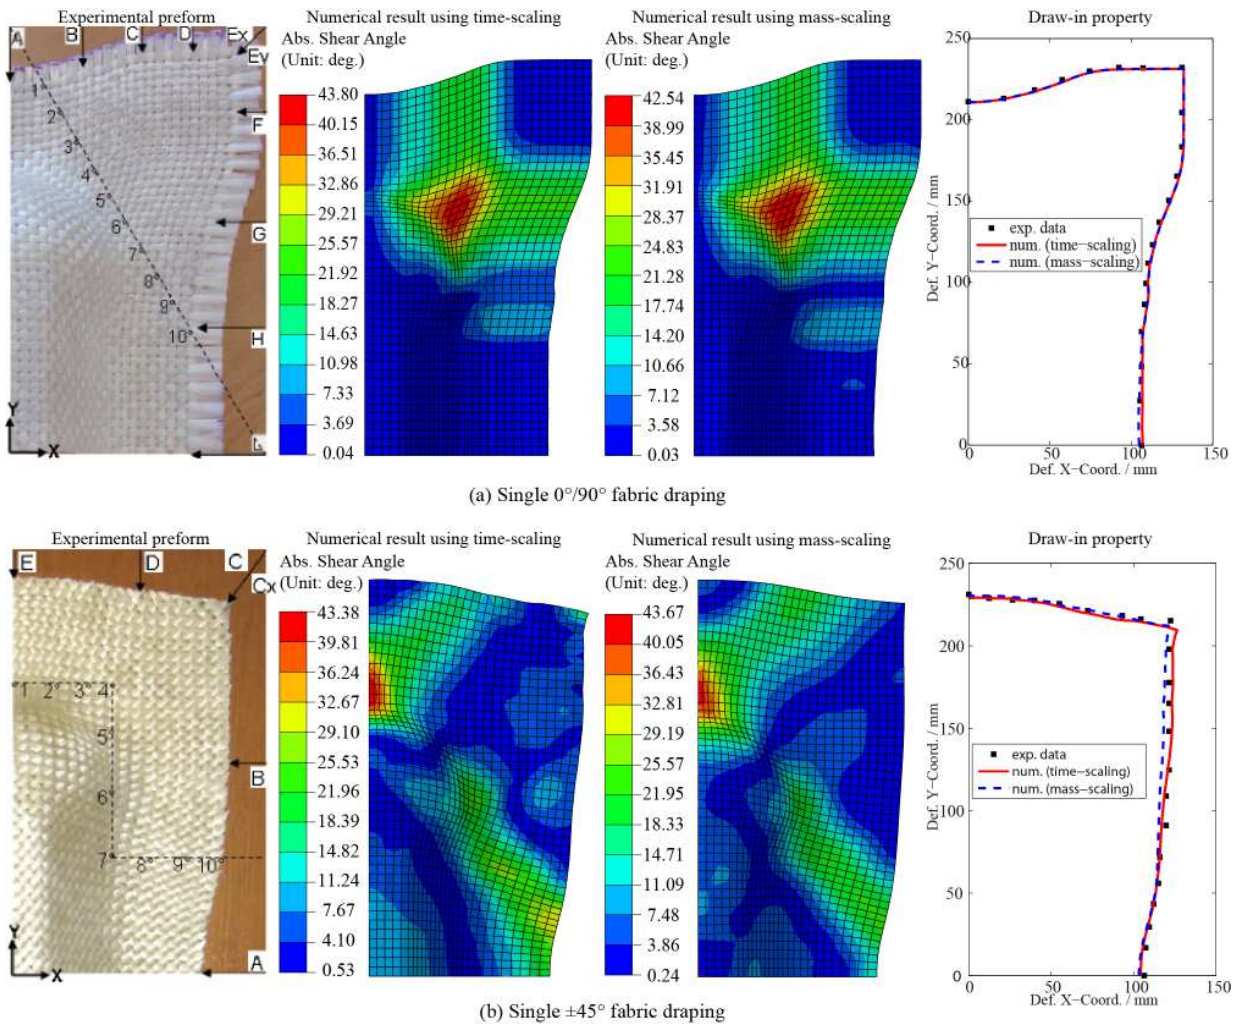 Experimental preform
Numerical result using time-scaling
Numerical result using mass-scaling
Draw-in property
A
B
C
D
Ex
Ey
F
G
H
1°
2°
3°
4°
5°
6°
7°
8°
9°
10°
Y
X
Abs. Shear Angle
(Unit: deg.)
43.80
40.15
36.51
32.86
29.21
25.57
21.92
18.27
14.63
10.98
7.33
3.69
0.04
Abs. Shear Angle
(Unit: deg.)
42.54
38.99
35.45
31.91
28.37
24.83
21.28
17.74
14.20
10.66
7.12
3.58
0.03
250
200
150
100
50
0
Def. Y−Coord. / mm
exp. data
num. (time−scaling)
num. (mass−scaling)
0
50
100
150
Def. X−Coord. / mm
(a) Single 0°/90° fabric draping
Experimental preform
Numerical result using time-scaling
Numerical result using mass-scaling
Draw-in property
E
D
C
Cx
B
A
1°
2°
3°
4°
5°
6°
7°
8°
9°
10°
Y
X
Abs. Shear Angle
(Unit: deg.)
43.38
39.81
36.24
32.67
29.10
25.53
21.96
18.39
14.82
11.24
7.67
4.10
0.53
Abs. Shear Angle
(Unit: deg.)
43.67
40.05
36.43
32.81
29.19
25.57
21.95
18.33
14.71
11.09
7.48
3.86
0.24
250
200
150
100
50
0
Def. Y−Coord. / mm
exp. data
num. (time−scaling)
num. (mass−scaling)
0
50
100
150
Def. X−Coord. / mm
(b) Single ±45° fabric draping